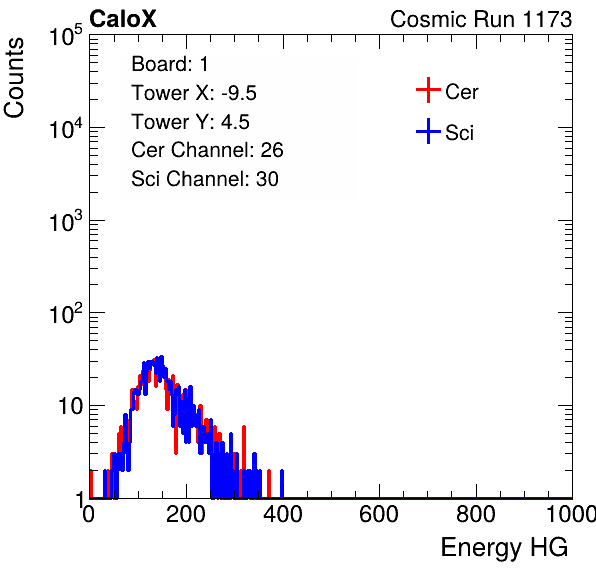 CaloX Cosmic Run 1173
Counts
Board: 1
Tower X: -9.5
Tower Y: 4.5
Cer Channel: 26
Sci Channel: 30
Cer
Sci
10^5
10^4
10^3
10^2
10
1
0 200 400 600 800 1000
Energy HG